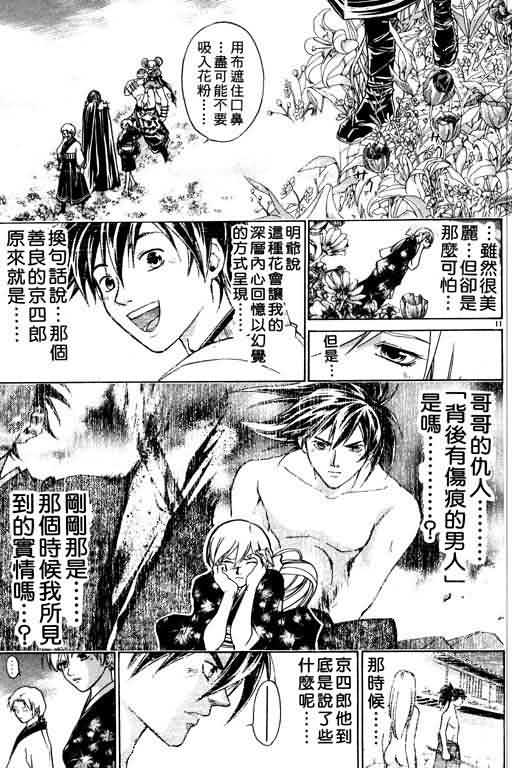 用布遮住口鼻
…盡可能不要
吸入花粉……
…雖然很美
麗…但卻是
那麼可怕…
11
但是…
明爺說
這種花會讓我的
深層內心回憶以幻覺
的方式呈現……
換句話說…那個
善良的京四郎
原來就是……
哥哥的仇人…………
「背後有傷痕的男人」
是嗎…………?
剛剛那是……
那個時候我所見
到的實情嗎…?
那時候……
京四郎他到
底是說了些
什麼呢……
…